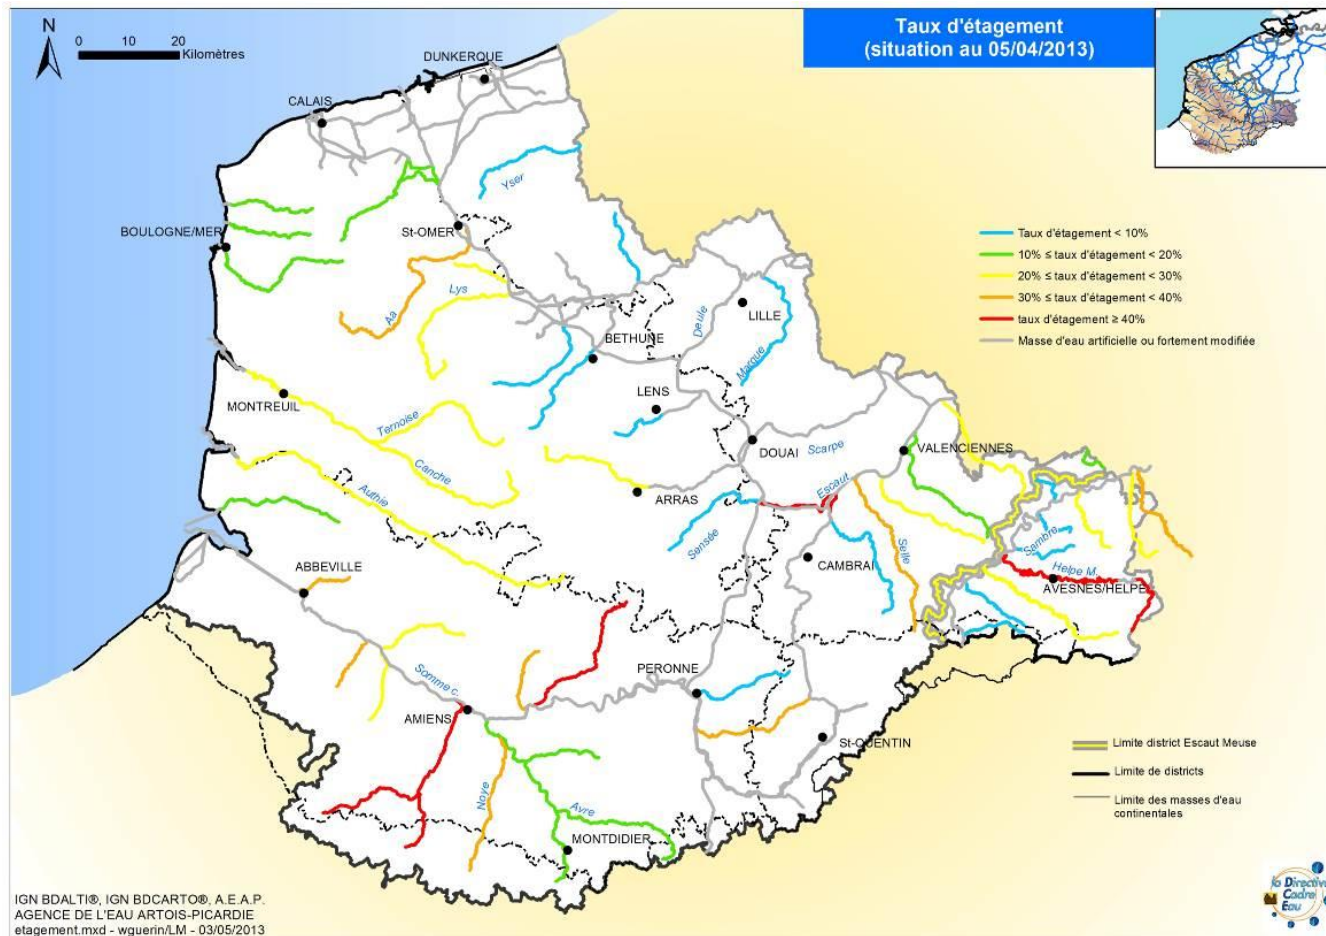 Taux d'étagement
(situation au 05/04/2013)
N
0 10 20
Kilomètres
DUNKERQUE
CALAIS
Yser
BOULOGNE/MER
St-OMER
Taux d'étagement < 10%
10% ≤ taux d'étagement < 20%
20% ≤ taux d'étagement < 30%
30% ≤ taux d'étagement < 40%
taux d'étagement ≥ 40%
Masse d'eau artificielle ou fortement modifiée
Lys
Aa
Deule
LILLE
BETHUNE
Marque
LENS
MONTREUIL
Ternoise
DOUAI
Scarpe
VALENCIENNES
Canche
Authie
ARRAS
Escaut
Sensée
Selle
Sambre
CAMBRAI
Helpe M.
AVESNES/HELPE
ABBEVILLE
PERONNE
Somme c.
AMIENS
St-QUENTIN
Limite district Escaut Meuse
Limite de districts
Limite des masses d'eau
continentales
Noye
Avre
MONTDIDIER
IGN BDALTI®, IGN BDCARTO®, A.E.A.P.
AGENCE DE L'EAU ARTOIS-PICARDIE
etagement.mxd - wguerin/LM - 03/05/2013
la Directive
Cadre
Eau